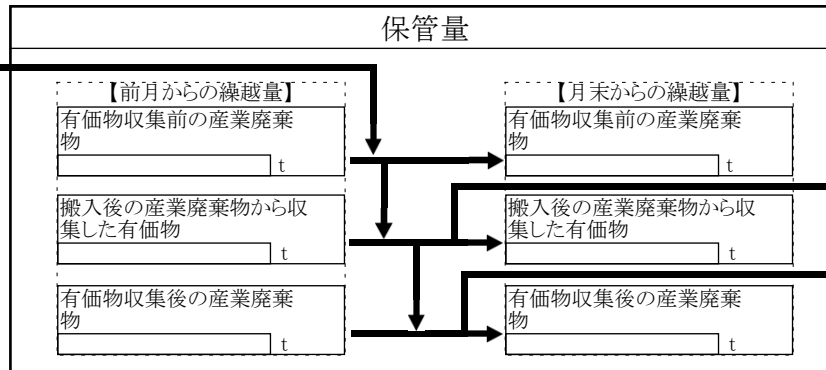 保管量
【前月からの繰越量】
有価物収集前の産業廃棄
物
t
搬入後の産業廃棄物から収
集した有価物
t
有価物収集後の産業廃棄
物
t
【月末からの繰越量】
有価物収集前の産業廃棄
物
t
搬入後の産業廃棄物から収
集した有価物
t
有価物収集後の産業廃棄
物
t